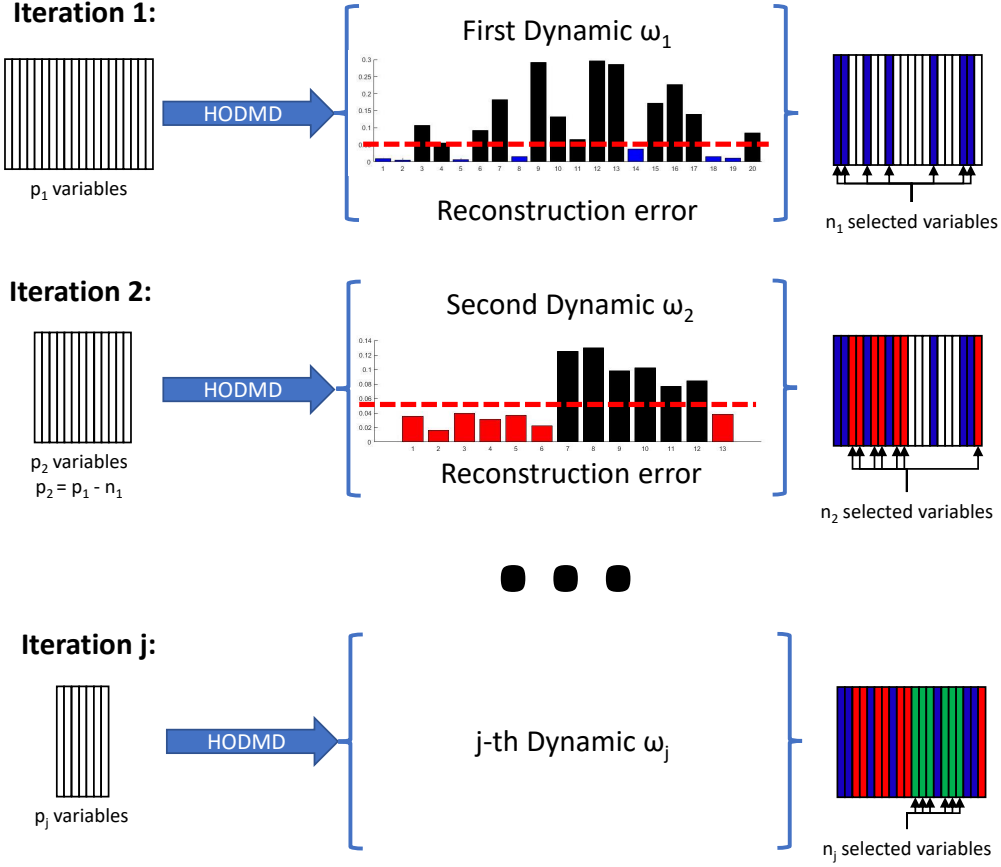 Iteration 1:
p1 variables
HODMD
First Dynamic ω1
0.3
0.25
0.2
0.15
0.1
0
1 2 3 4 5 6 7 8 9 10 11 12 13 14 15 16 17 18 19 20
Reconstruction error
n1 selected variables
Iteration 2:
p2 variables
p2 = p1 - n1
HODMD
Second Dynamic ω2
0.14
0.12
0.1
0.08
0.06
0.04
0.02
0
1 2 3 4 5 6 7 8 9 10 11 12 13
Reconstruction error
n2 selected variables
Iteration j:
pj variables
HODMD
j-th Dynamic ωj
nj selected variables